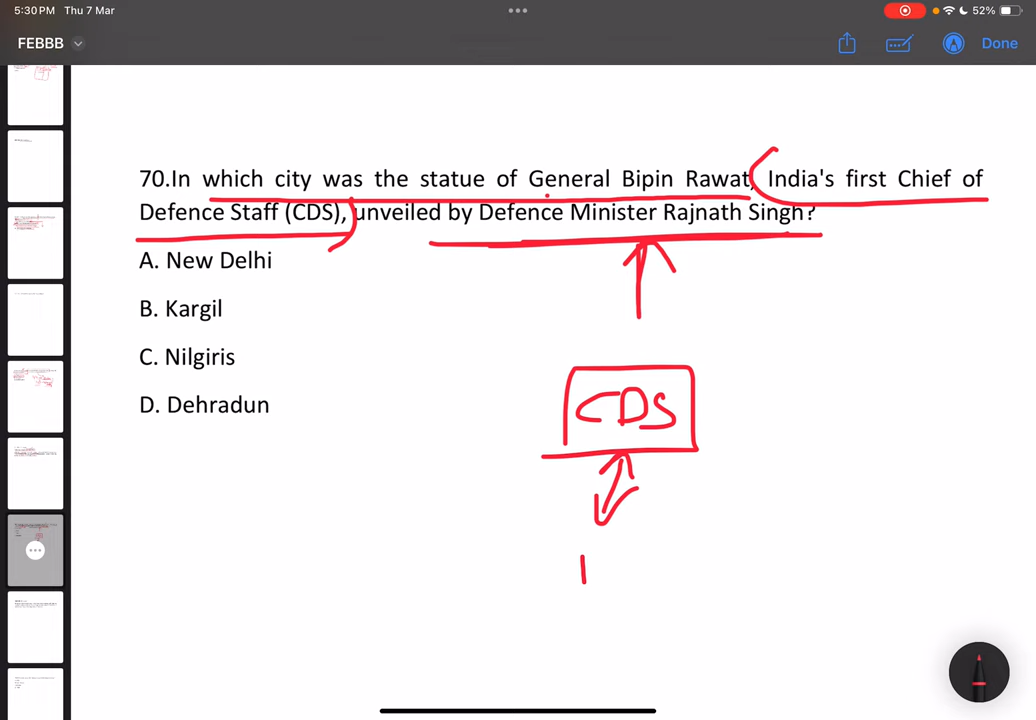 5:30 PM Thu 7 Mar
52%
FEBBB
Done
70.In which city was the statue of General Bipin Rawat, India's first Chief of
Defence Staff (CDS), unveiled by Defence Minister Rajnath Singh?
A. New Delhi
B. Kargil
C. Nilgiris
D. Dehradun
CDS